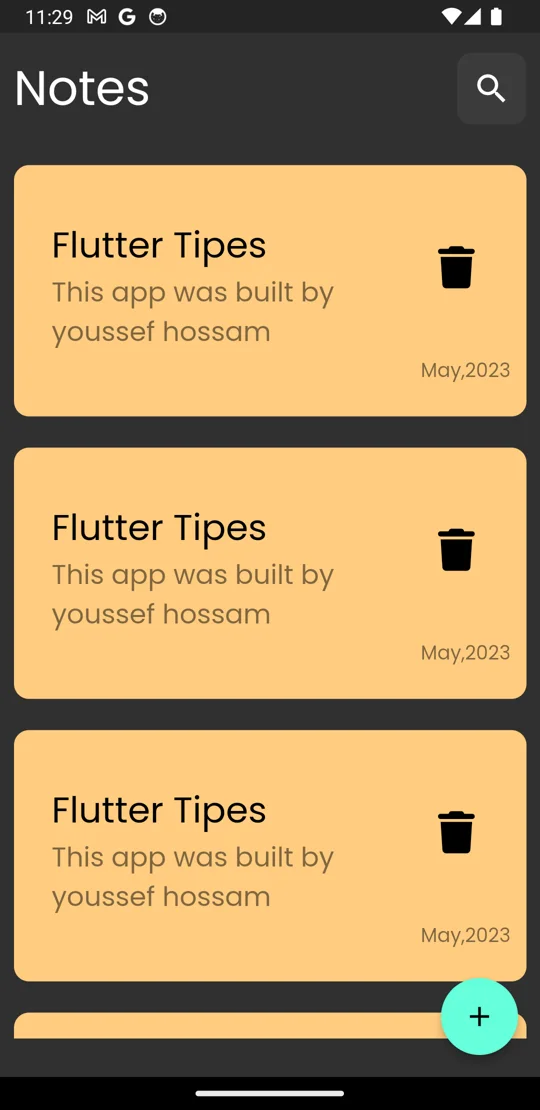 11:29
Notes
Flutter Tipes
This app was built by
youssef hossam
May,2023
Flutter Tipes
This app was built by
youssef hossam
May,2023
Flutter Tipes
This app was built by
youssef hossam
May,2023